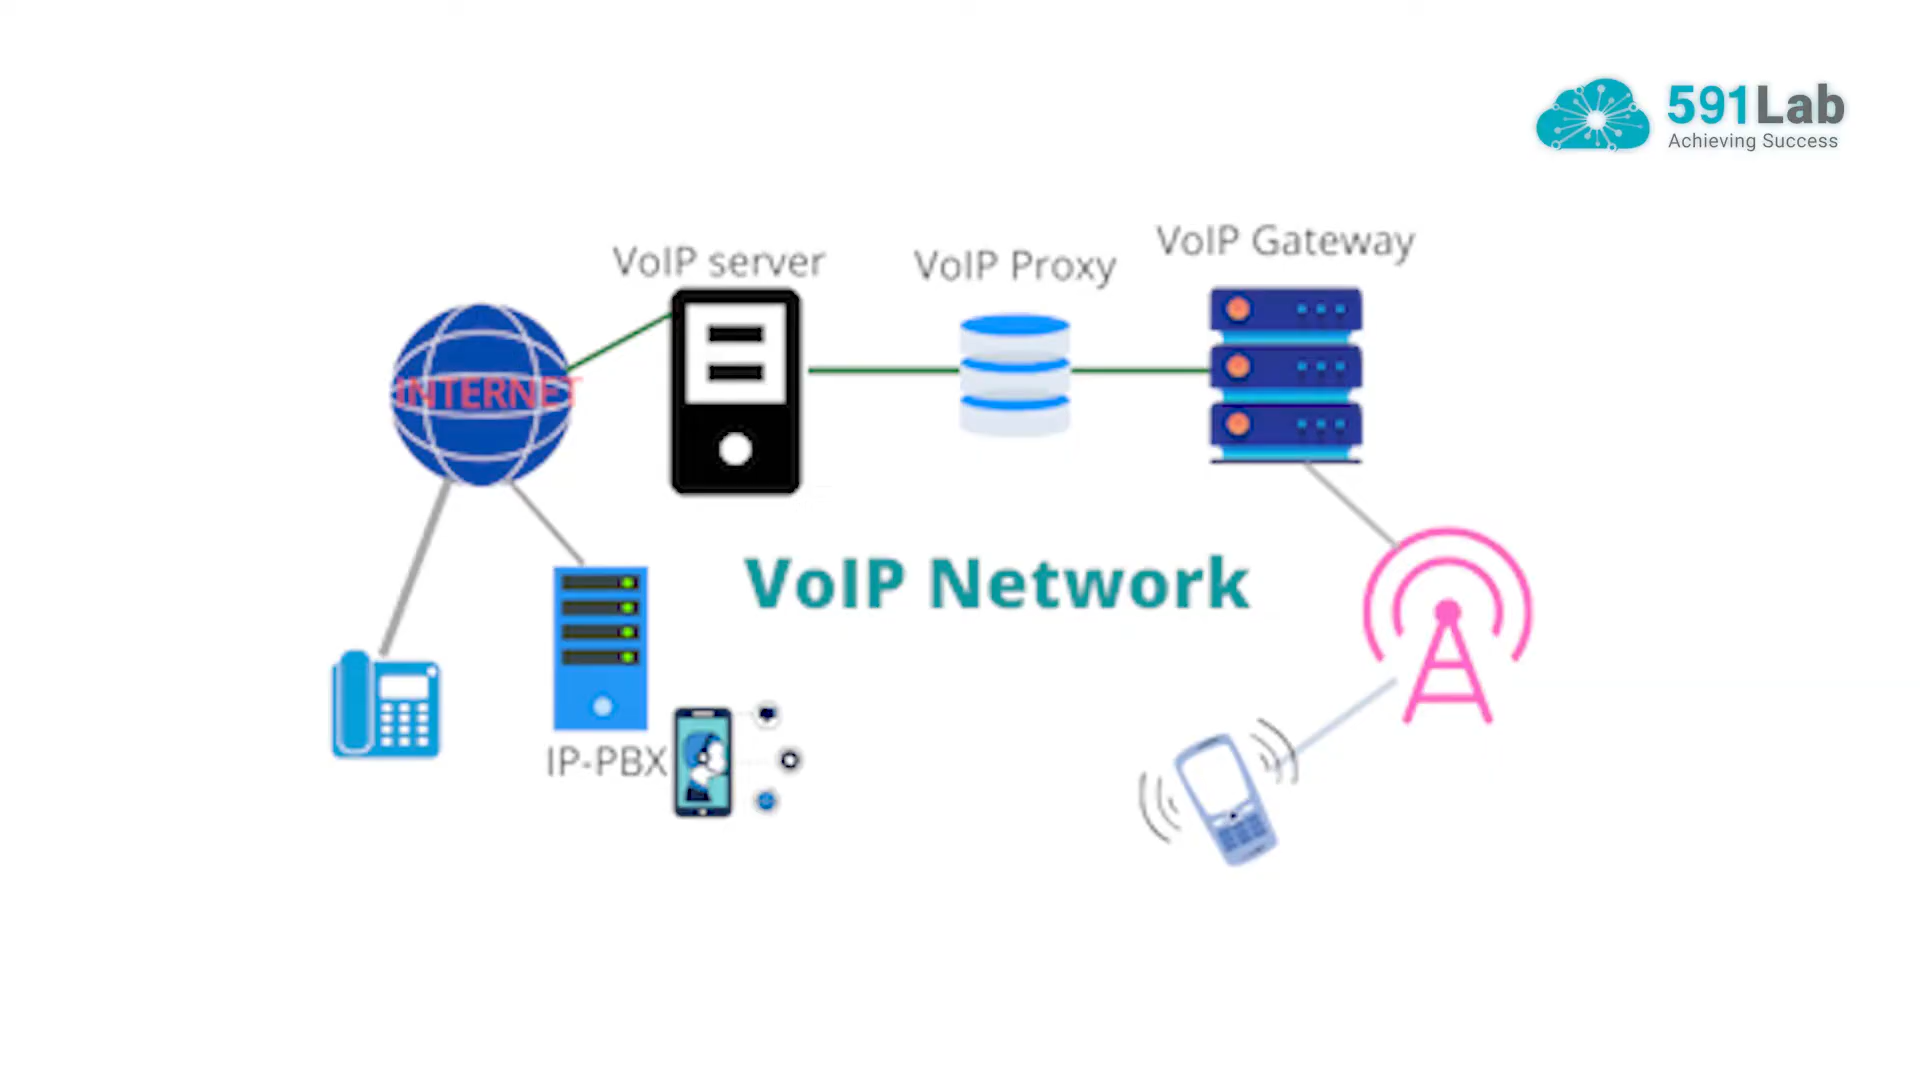 591Lab
Achieving Success
VoIP server
VoIP Proxy
VoIP Gateway
INTERNET
VoIP Network
IP-PBX